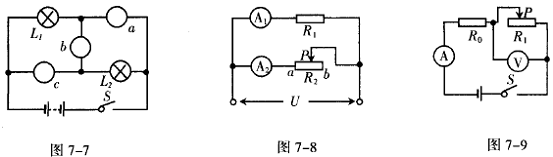 L₁
a
b
c
L₂
S
图 7-7
A₁
R₁
A₂
P
a
R₂
b
U
图 7-8
P
R₀
R₁
A
V
S
图 7-9